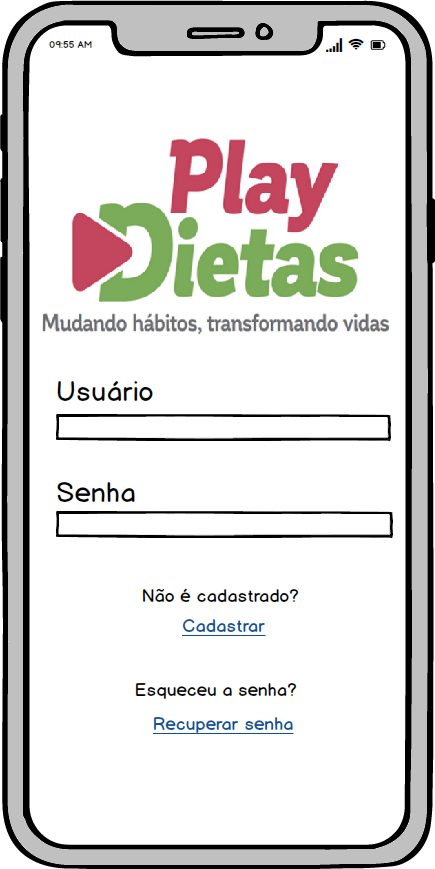 09:55 AM
Play
Dietas
Mudando hábitos, transformando vidas
Usuário
Senha
Não é cadastrado?
Cadastrar
Esqueceu a senha?
Recuperar senha